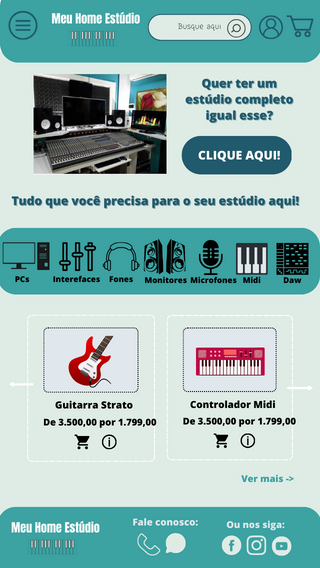 Meu Home Estúdio
Busque aqui
Quer ter um
estúdio completo
igual esse?
CLIQUE AQUI!
Tudo que você precisa para o seu estúdio aqui!
PCs
Interefaces
Fones
Monitores
Microfones
Midi
Daw
Guitarra Strato
De 3.500,00 por 1.799,00
Controlador Midi
De 3.500,00 por 1.799,00
Ver mais ->
Meu Home Estúdio
Fale conosco:
Ou nos siga: